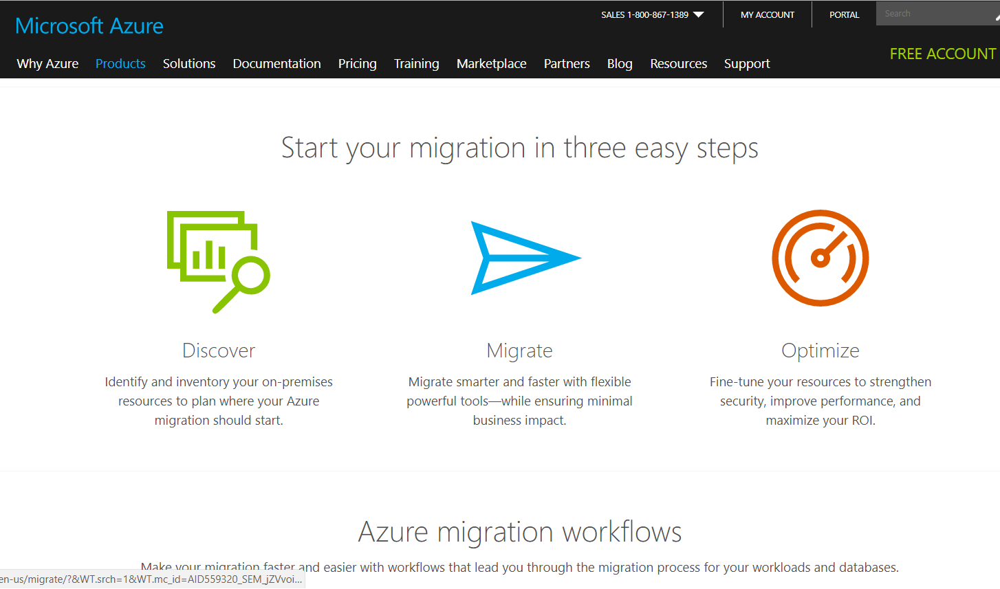 SALES 1-800-867-1389
MY ACCOUNT
PORTAL
Search
Microsoft Azure
FREE ACCOUNT
Why Azure Products Solutions Documentation Pricing Training Marketplace Partners Blog Resources Support
Start your migration in three easy steps
Discover
Identify and inventory your on-premises
resources to plan where your Azure
migration should start.
Migrate
Migrate smarter and faster with flexible
powerful tools—while ensuring minimal
business impact.
Optimize
Fine-tune your resources to strengthen
security, improve performance, and
maximize your ROI.
Azure migration workflows
Make your migration faster and easier with workflows that lead you through the migration process for your workloads and databases.
en-us/migrate/?&WT.srch=1&WT.mc_id=AID559320_SEM_jZVvoi...